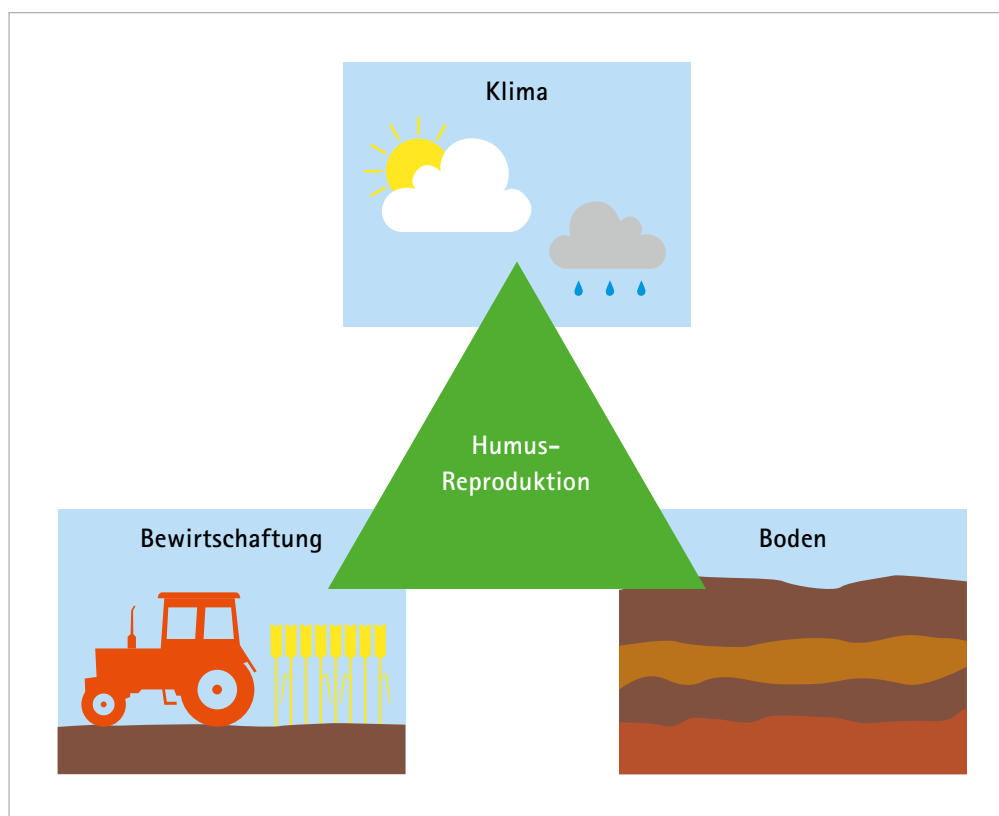 Klima
Humus-
Reproduktion
Bewirtschaftung
Boden